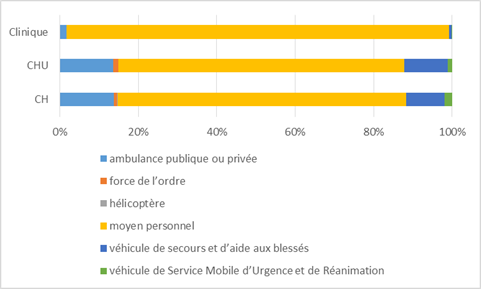 Clinique
CHU
CH
0% 20% 40% 60% 80% 100%
ambulance publique ou privée
force de l'ordre
hélicoptère
moyen personnel
véhicule de secours et d'aide aux blessés
véhicule de Service Mobile d'Urgence et de Réanimation